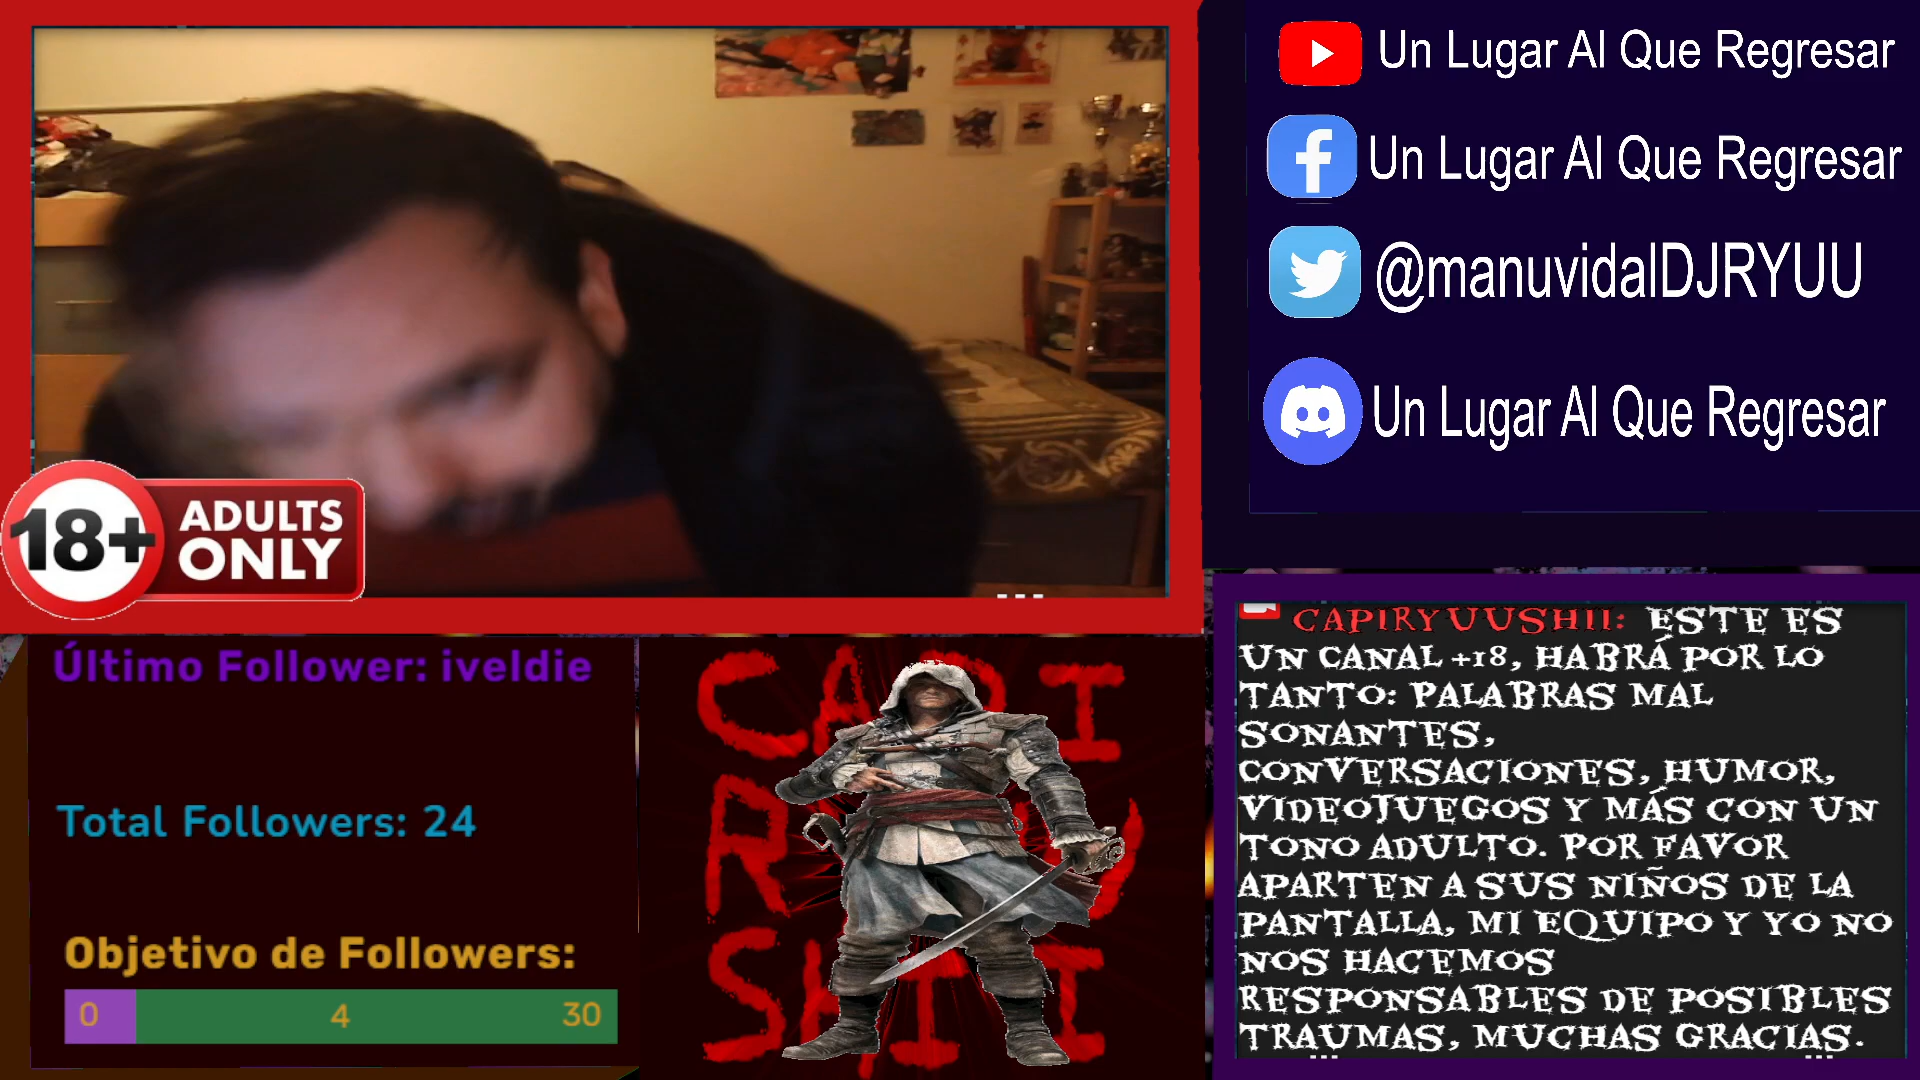 Un Lugar Al Que Regresar
Un Lugar Al Que Regresar
@manuvidalDJRYUU
Un Lugar Al Que Regresar
18+
ADULTS
ONLY
Último Follower: iveldie
Total Followers: 24
Objetivo de Followers:
0 4 30
CAPI
RYUU
SHII
CAPIRYUUSHII: ESTE ES
UN CANAL +18, HABRÁ POR LO
TANTO: PALABRAS MAL
SONANTES,
CONVERSACIONES, HUMOR,
VIDEOJUEGOS Y MÁS CON UN
TONO ADULTO. POR FAVOR
APARTEN A SUS NIÑOS DE LA
PANTALLA, MI EQUIPO Y YO NO
NOS HACEMOS
RESPONSABLES DE POSIBLES
TRAUMAS, MUCHAS GRACIAS.